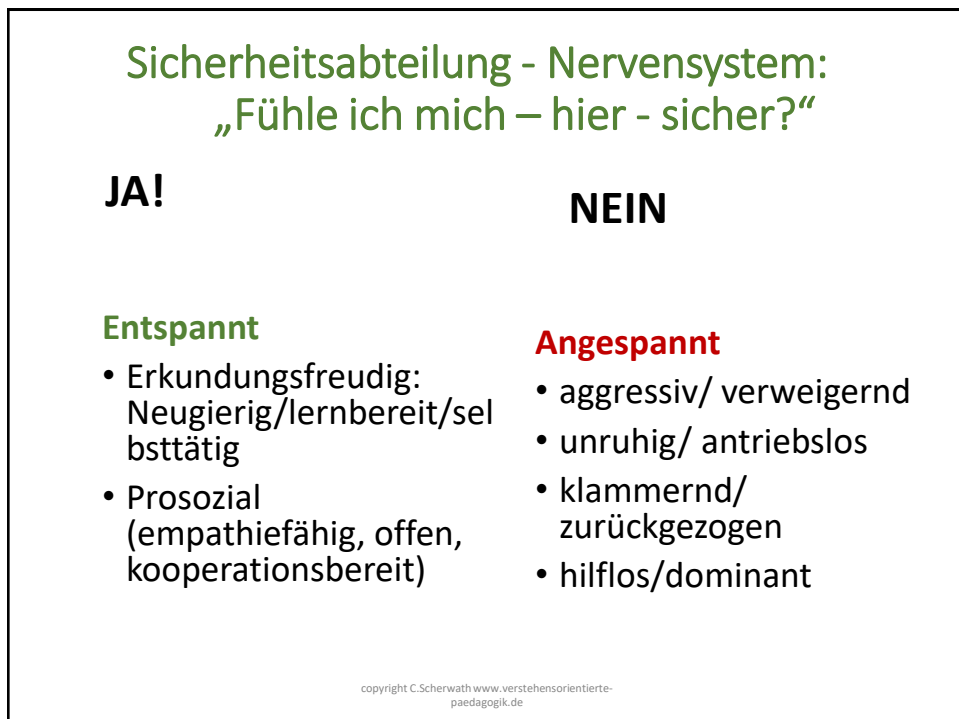 Sicherheitsabteilung - Nervensystem:
„Fühle ich mich – hier - sicher?“
JA!
Entspannt
• Erkundungsfreudig:
Neugierig/lernbereit/sel
bsttätig
• Prosozial
(empathiefähig, offen,
kooperationsbereit)
NEIN
Angespannt
• aggressiv/ verweigernd
• unruhig/ antriebslos
• klammernd/
zurückgezogen
• hilflos/dominant
copyright C.Scherwath www.verstehensorientierte-
paedagogik.de